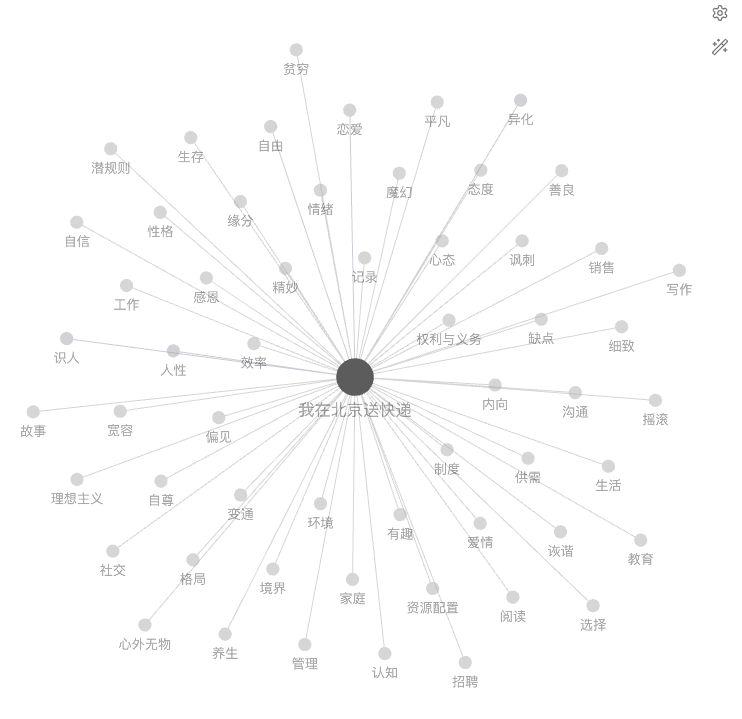 贫穷
恋爱
平凡
异化
自由
生存
潜规则
魔幻
态度
善良
情绪
缘分
性格
自信
心态
讽刺
销售
记录
精妙
感恩
写作
工作
权利与义务
缺点
细致
识人
人性
效率
内向
沟通
摇滚
我在北京送快递
故事
宽容
偏见
制度
供需
生活
理想主义
自尊
变通
环境
有趣
爱情
诙谐
教育
社交
格局
境界
家庭
资源配置
阅读
选择
心外无物
养生
管理
认知
招聘